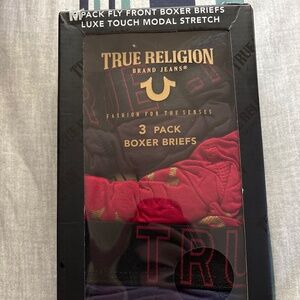 M
PACK FLY FRONT BOXER BRIEFS
LUXE TOUCH MODAL STRETCH
TRUE RELIGION
BRAND JEANS®
FASHION FOR THE SENSES
3 PACK
BOXER BRIEFS
TRU